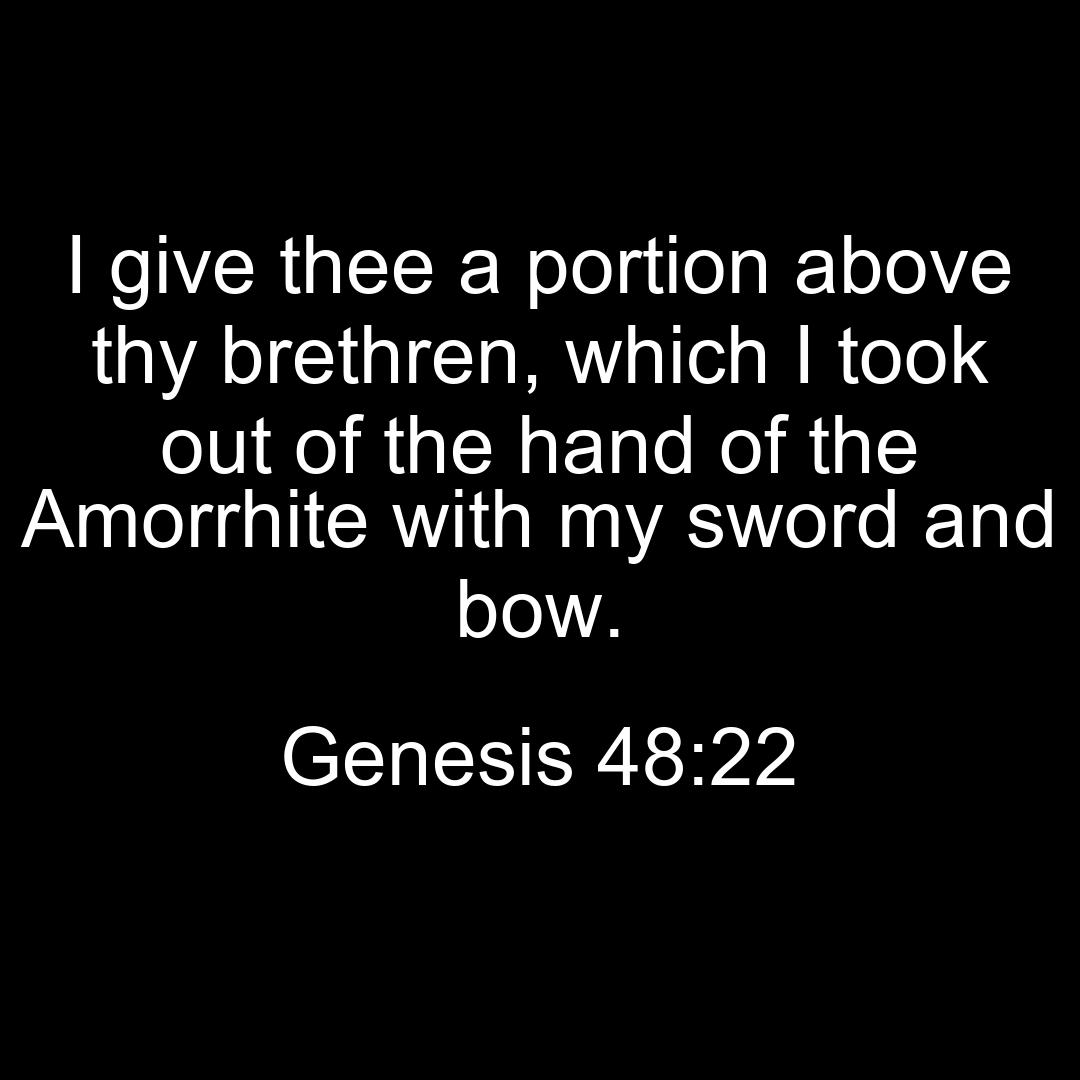 I give thee a portion above
thy brethren, which I took
out of the hand of the
Amorrhite with my sword and
bow.
Genesis 48:22